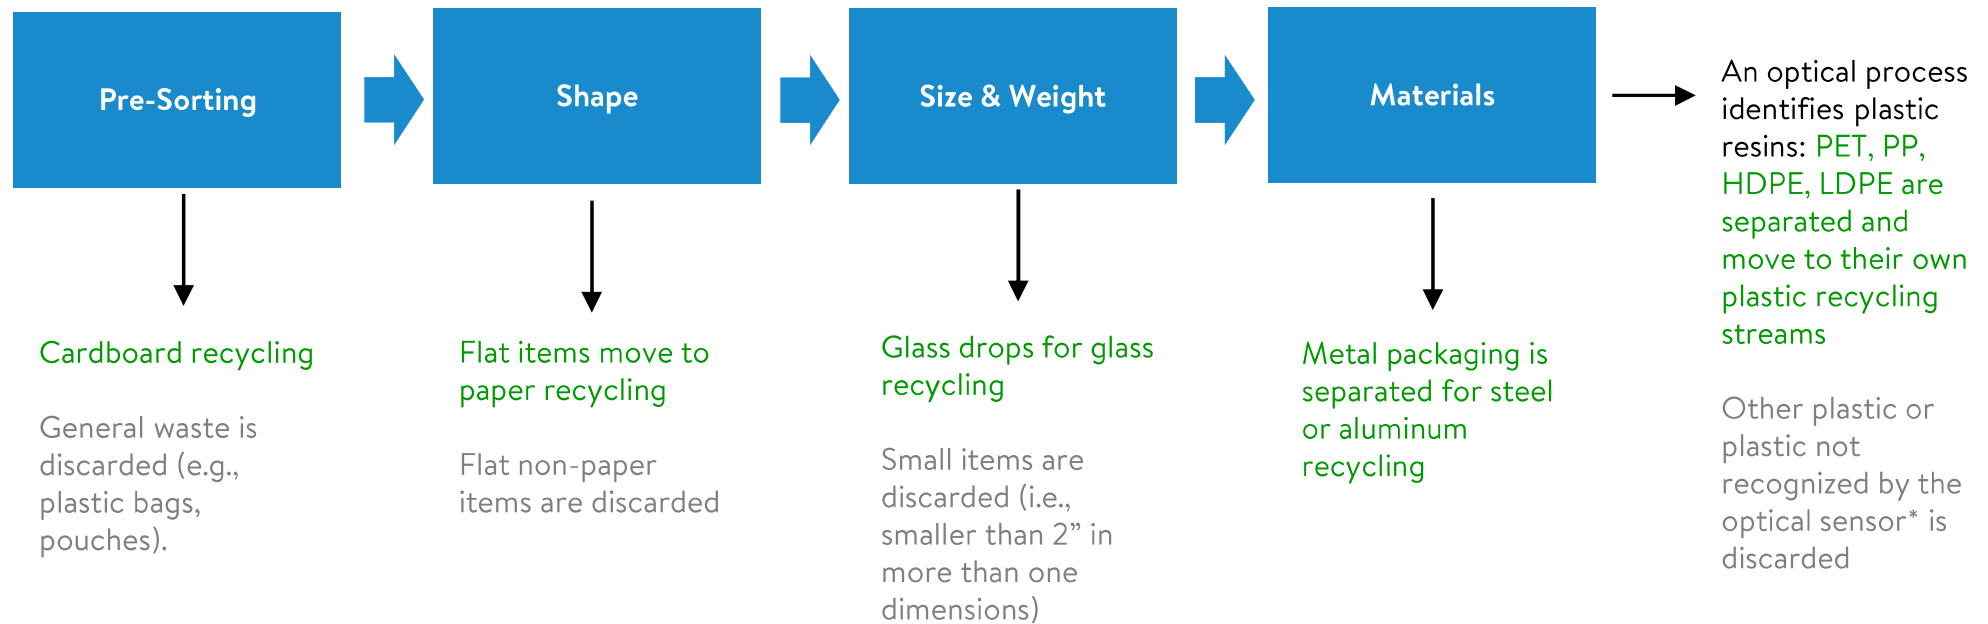 Pre-Sorting
Shape
Size & Weight
Materials
An optical process
identifies plastic
resins: PET, PP,
HDPE, LDPE are
separated and
move to their own
plastic recycling
streams
Other plastic or
plastic not
recognized by the
optical sensor* is
discarded
Cardboard recycling
General waste is
discarded (e.g.,
plastic bags,
pouches).
Flat items move to
paper recycling
Flat non-paper
items are discarded
Glass drops for glass
recycling
Small items are
discarded (i.e.,
smaller than 2” in
more than one
dimensions)
Metal packaging is
separated for steel
or aluminum
recycling